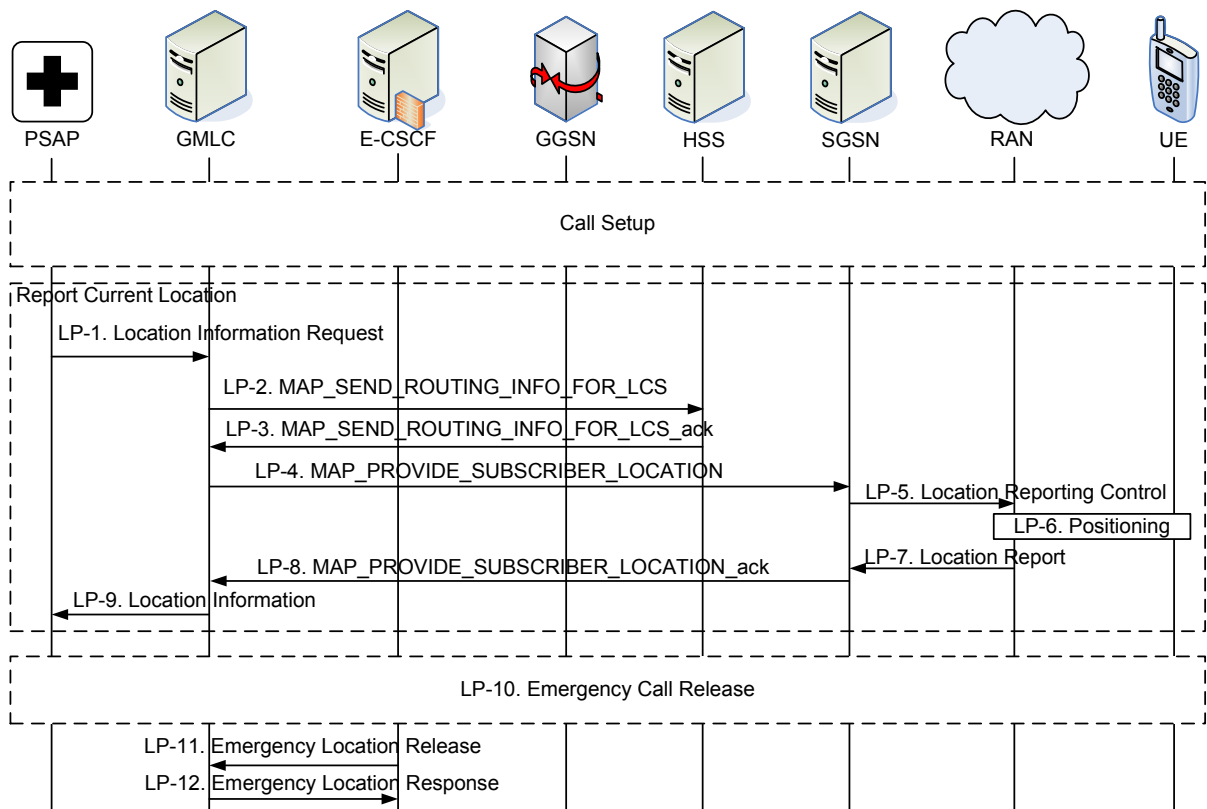 PSAP
GMLC
E-CSCF
GGSN
HSS
SGSN
RAN
UE
Call Setup
Report Current Location
LP-1. Location Information Request
LP-2. MAP_SEND_ROUTING_INFO_FOR_LCS
LP-3. MAP_SEND_ROUTING_INFO_FOR_LCS_ack
LP-4. MAP_PROVIDE_SUBSCRIBER_LOCATION
LP-5. Location Reporting Control
LP-6. Positioning
LP-7. Location Report
LP-8. MAP_PROVIDE_SUBSCRIBER_LOCATION_ack
LP-9. Location Information
LP-10. Emergency Call Release
LP-11. Emergency Location Release
LP-12. Emergency Location Response